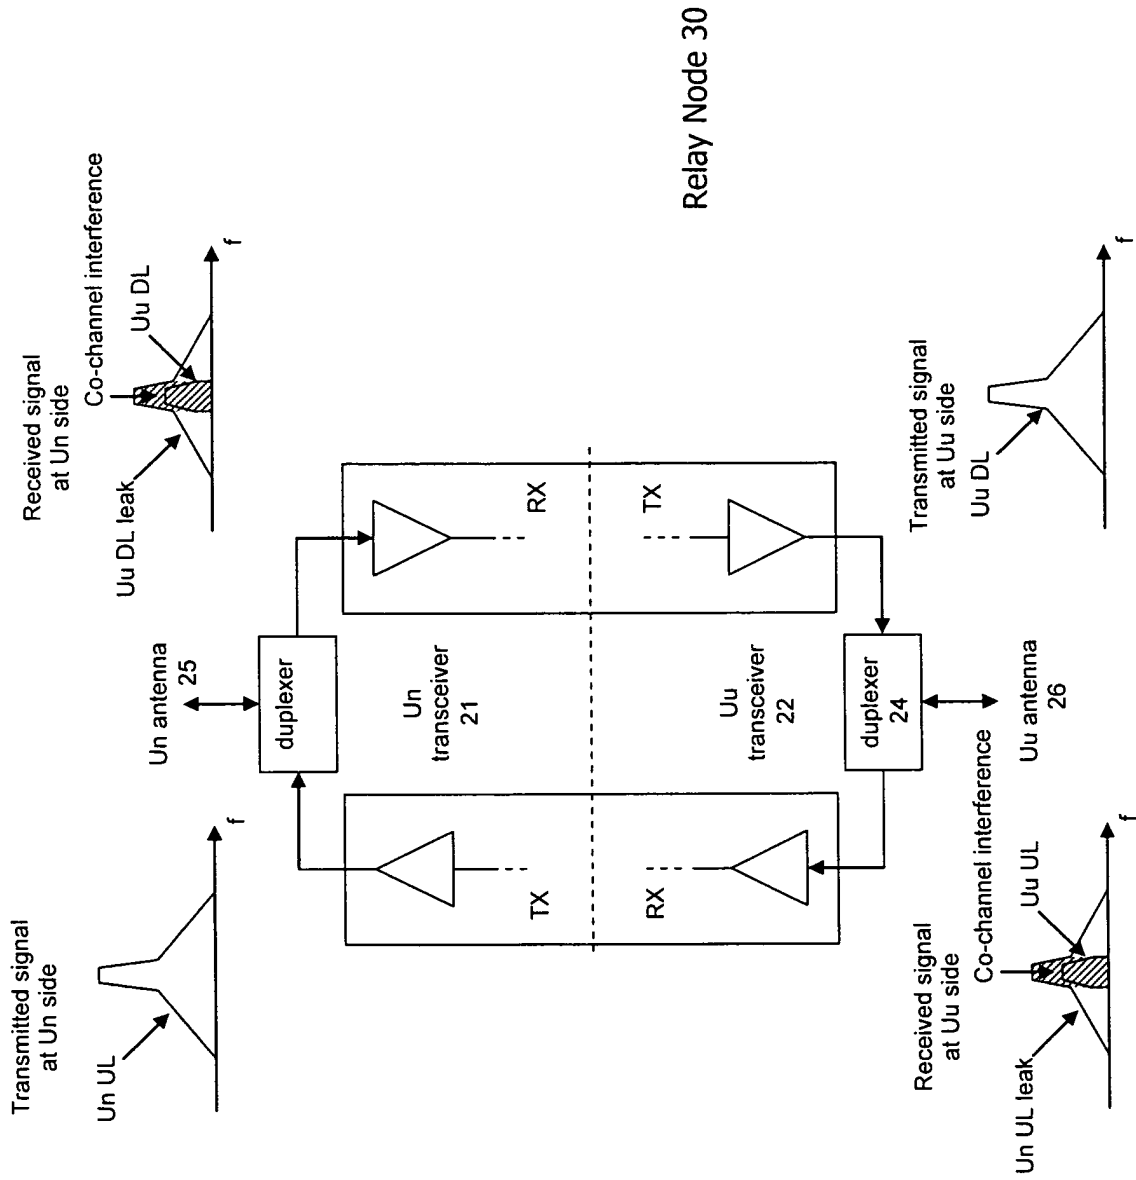 Transmitted signal
at Un side
Un UL
f
Un antenna
25
Received signal
at Un side
Co-channel interference
Uu DL leak
Uu DL
f
duplexer
TX
Un
transceiver
21
RX
RX
Uu
transceiver
22
TX
duplexer
24
Uu antenna
26
Received signal
at Uu side
Co-channel interference
Un UL leak
Uu UL
f
Transmitted signal
at Uu side
Uu DL
f
Relay Node 30